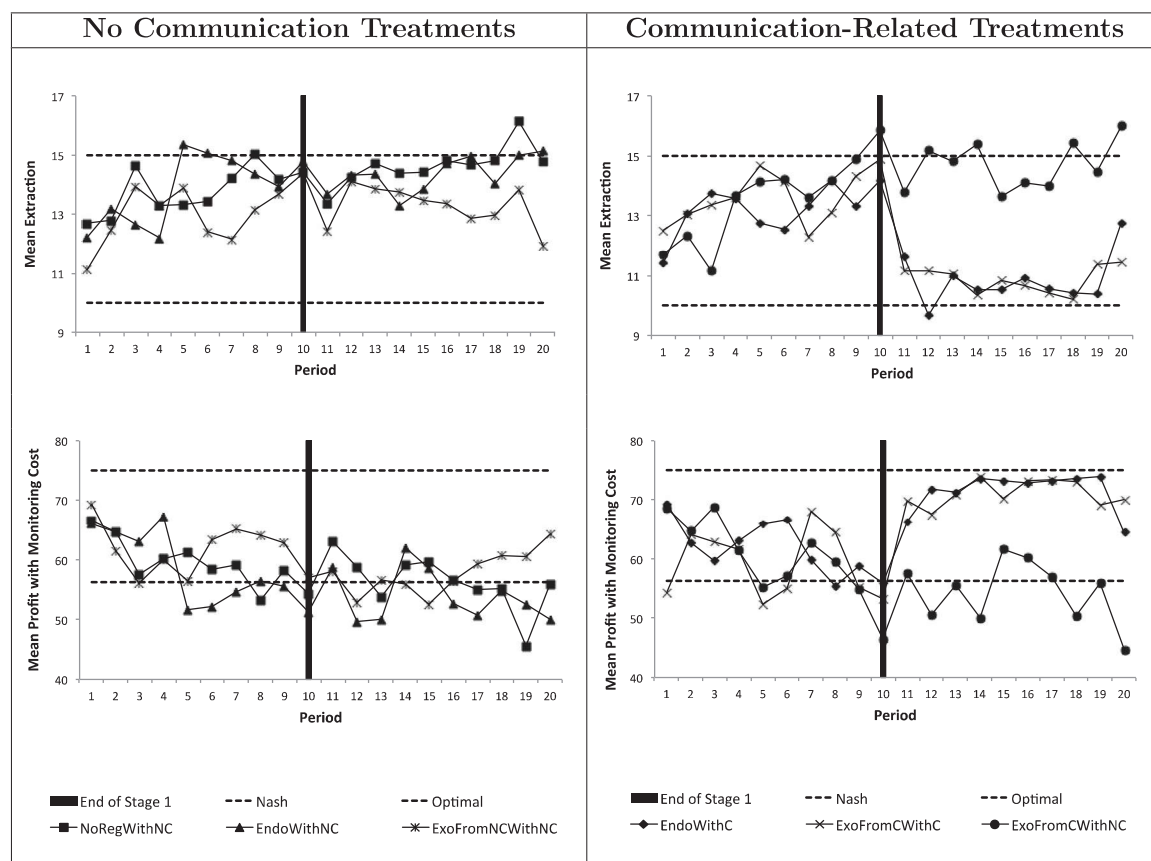 No Communication Treatments
Communication-Related Treatments
Mean Extraction
17
15
13
11
9
1 2 3 4 5 6 7 8 9 10 11 12 13 14 15 16 17 18 19 20
Period
Mean Extraction
17
15
13
11
9
1 2 3 4 5 6 7 8 9 10 11 12 13 14 15 16 17 18 19 20
Period
Mean Profit with Monitoring Cost
80
70
60
50
40
1 2 3 4 5 6 7 8 9 10 11 12 13 14 15 16 17 18 19 20
Period
Mean Profit with Monitoring Cost
80
70
60
50
40
1 2 3 4 5 6 7 8 9 10 11 12 13 14 15 16 17 18 19 20
Period
End of Stage 1 Nash Optimal
NoRegWithNC EndoWithNC ExoFromNCWithNC
End of Stage 1 Nash Optimal
EndoWithC ExoFromCWithC ExoFromCWithNC